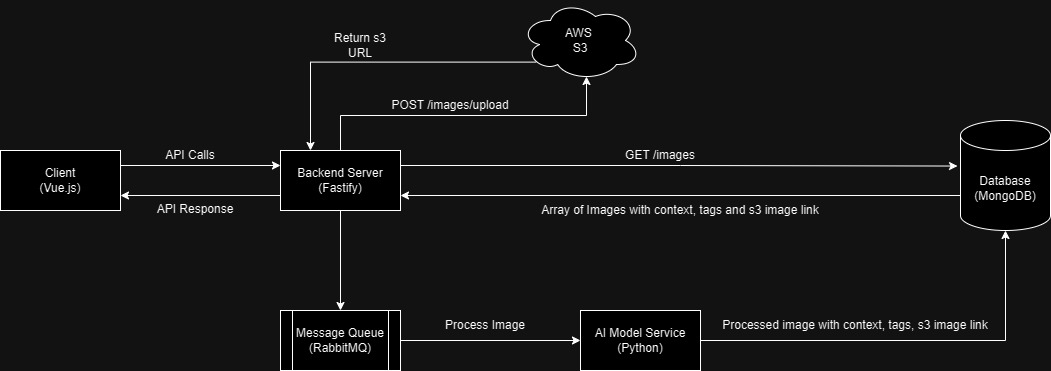 Return s3
URL
AWS
S3
POST /images/upload
API Calls
GET /images
Client
(Vue.js)
Backend Server
(Fastify)
Database
(MongoDB)
API Response
Array of Images with context, tags and s3 image link
Message Queue
(RabbitMQ)
Process Image
AI Model Service
(Python)
Processed image with context, tags, s3 image link